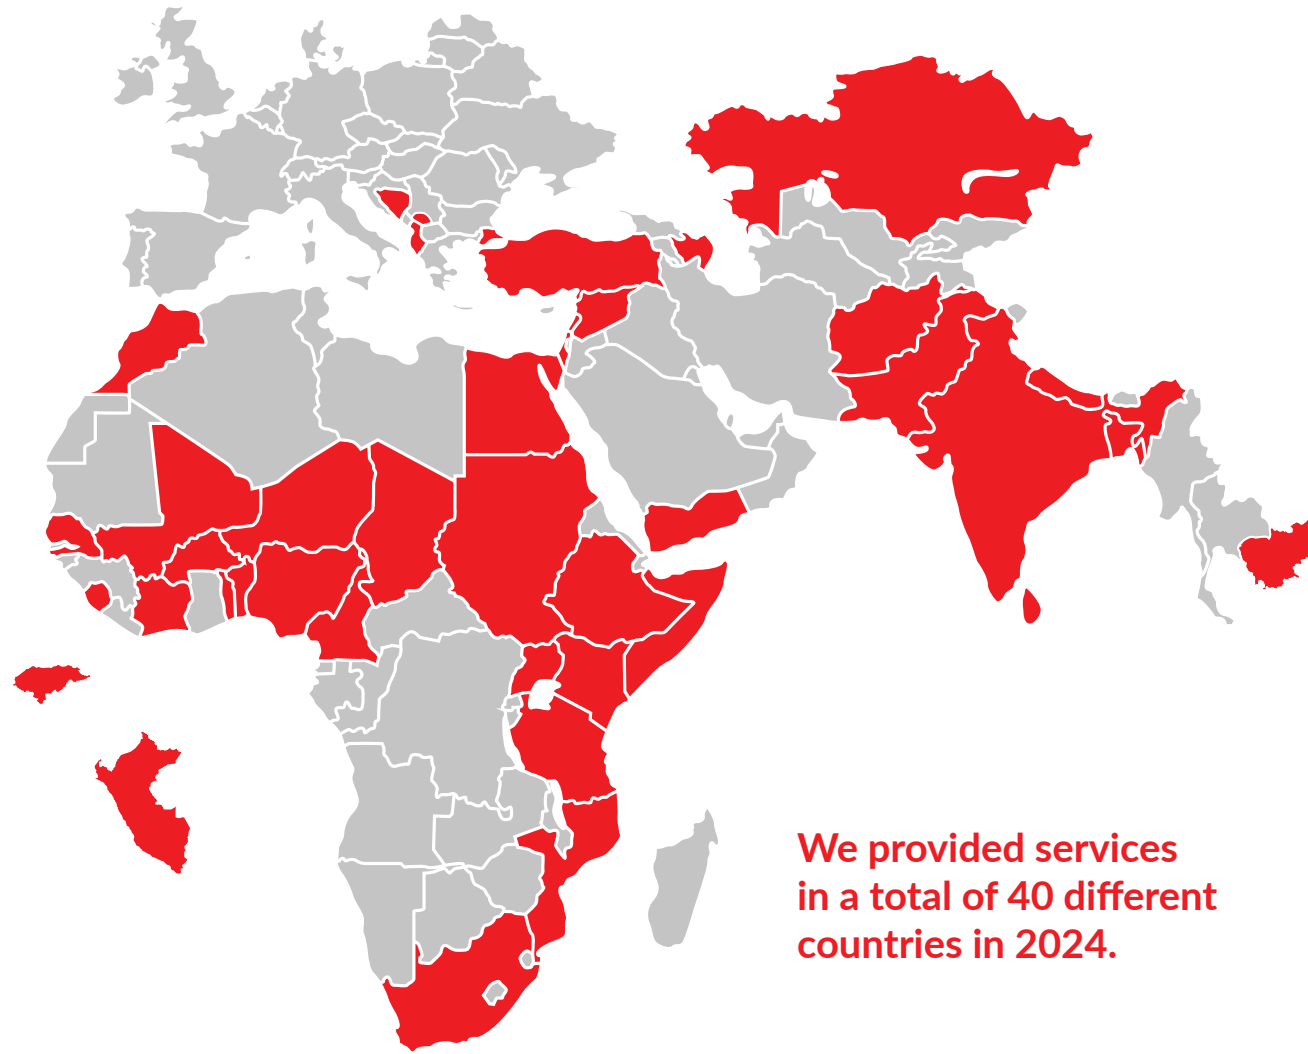 We provided services
in a total of 40 different
countries in 2024.